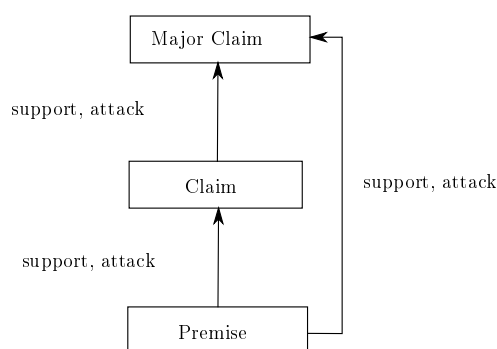 Major Claim
support, attack
Claim
support, attack
support, attack
Premise